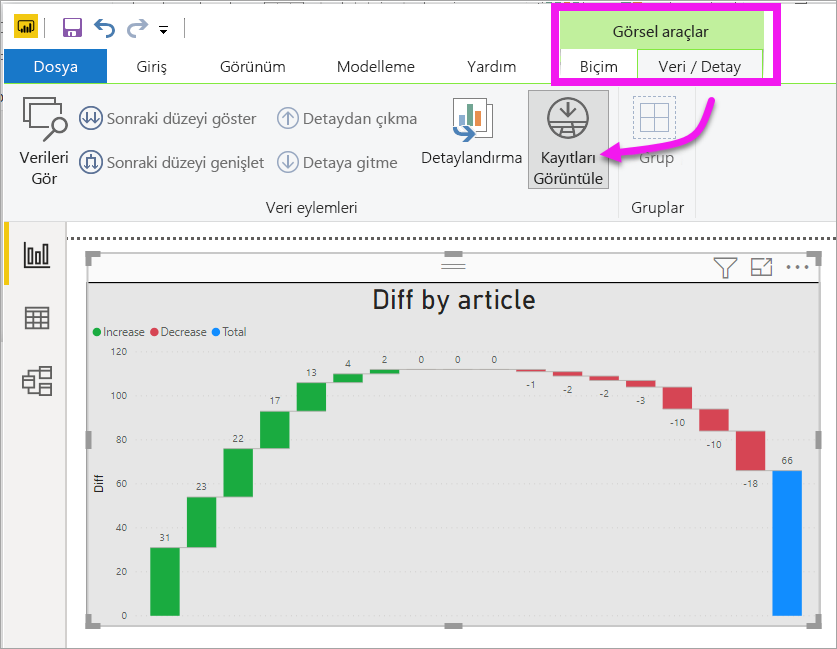 Görsel araçlar
Dosya Giriş Görünüm Modelleme Yardım Biçim Veri / Detay
Verileri Gör
Sonraki düzeyi göster
Sonraki düzeyi genişlet
Detaydan çıkma
Detaya gitme
Detaylandırma
Kayıtları Görüntüle
Grup
Veri eylemleri
Gruplar
Diff by article
Increase Decrease Total
Diff
120
100
80
60
40
20
0
31
23
22
17
13
4
2
0
0
0
-1
-2
-2
-3
-10
-10
-18
66